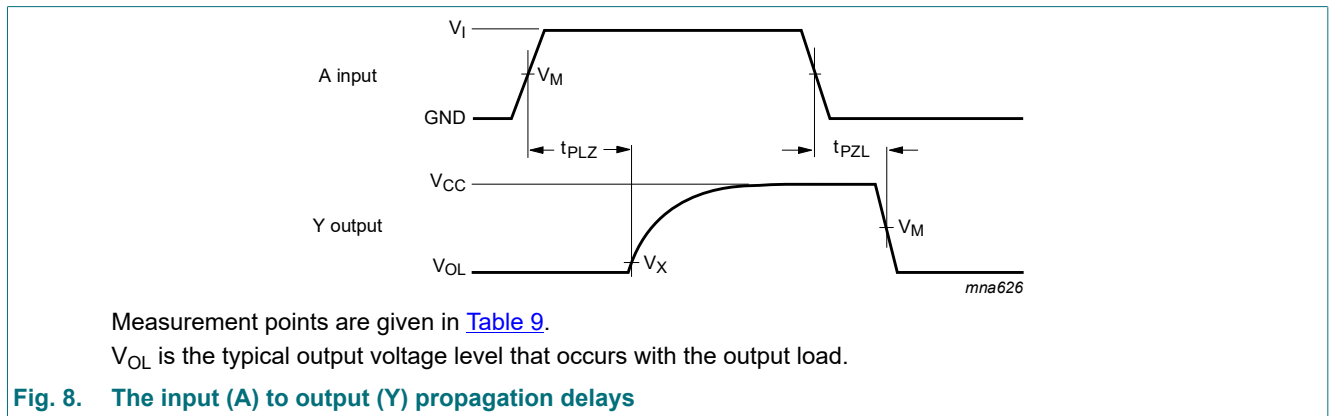 V_I
A input
V_M
GND
t_PLZ
t_PZL
V_CC
Y output
V_M
V_OL
V_X
mna626
Measurement points are given in Table 9.
V_OL is the typical output voltage level that occurs with the output load.
Fig. 8. The input (A) to output (Y) propagation delays